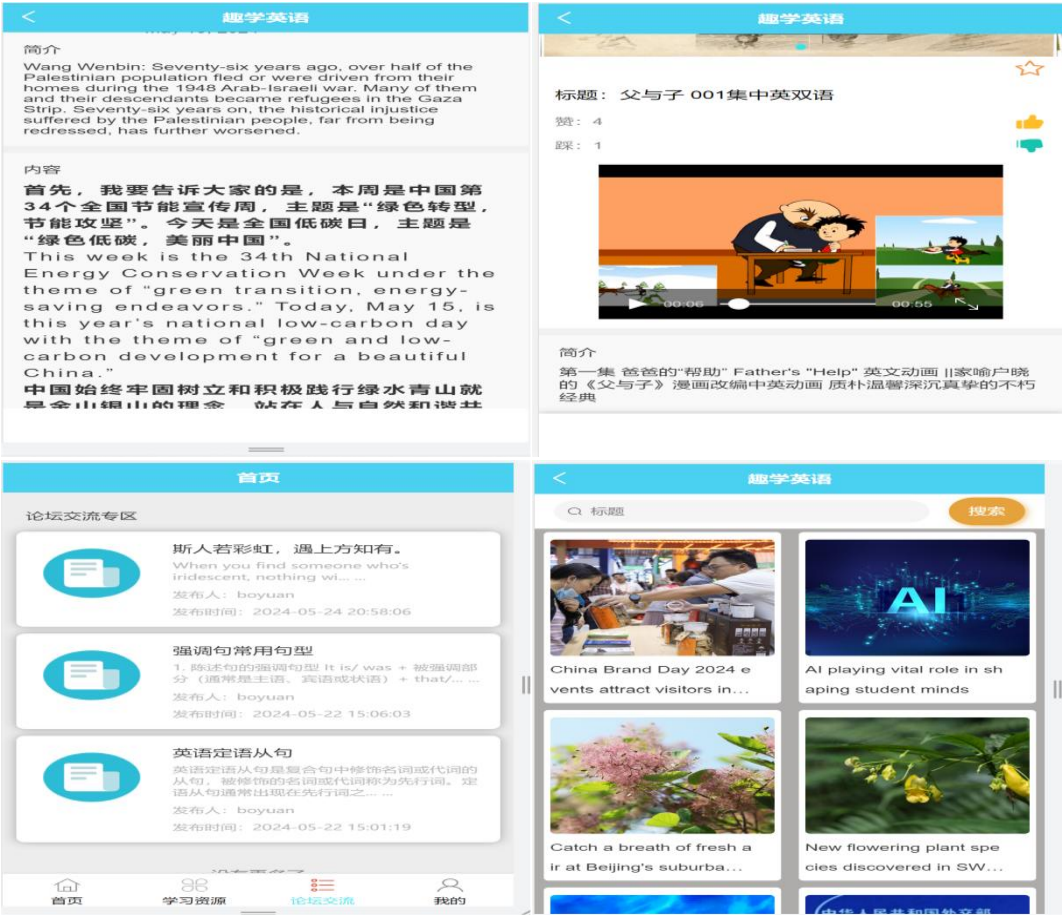 趣学英语
简介
Wang Wenbin: Seventy-six years ago, over half of the
Palestinian population fled or were driven from their
homes during the 1948 Arab-Israeli war. Many of them
and their descendants became refugees in the Gaza
Strip. Seventy-six years on, the historical injustice
suffered by the Palestinian people, far from being
redressed, has further worsened.
内容
首先，我要告诉大家的是，本周是中国第
34个全国节能宣传周，主题是“绿色转型，
节能攻坚”。今天是全国低碳日，主题是
“绿色低碳，美丽中国”。
This week is the 34th National
Energy Conservation Week under the
theme of “green transition, energy-
saving endeavors.” Today, May 15, is
this year's national low-carbon day
with the theme of “green and low-
carbon development for a beautiful
China.”
中国始终牢固树立和积极践行绿水青山就
是金山银山的理念，站在人与自然和谐共
趣学英语
标题：父与子 001集中英双语
赞：4
踩：1
00:06
00:55
简介
第一集 爸爸的“帮助” Father's "Help" 英文动画 ||家喻户晓
的《父与子》漫画改编中英动画 质朴温馨深沉真挚的不朽
经典
首页
论坛交流专区
斯人若彩虹，遇上方知有。
When you find someone who's
iridescent, nothing wi... ...
发布人：boyuan
发布时间：2024-05-24 20:58:06
强调句常用句型
1. 陈述句的强调句型 It is/ was + 被强调部
分（通常是主语、宾语或状语）+ that/... ...
发布人：boyuan
发布时间：2024-05-22 15:06:03
英语定语从句
英语定语从句是复合句中修饰名词或代词的
从句，被修饰的名词或代词称为先行词。定
语从句通常出现在先行词之... ...
发布人：boyuan
发布时间：2024-05-22 15:01:19
首页
学习资源
论坛交流
我的
趣学英语
标题
搜索
AI
China Brand Day 2024 e
vents attract visitors in...
AI playing vital role in sh
aping student minds
Catch a breath of fresh a
ir at Beijing's suburba...
New flowering plant spe
cies discovered in SW...